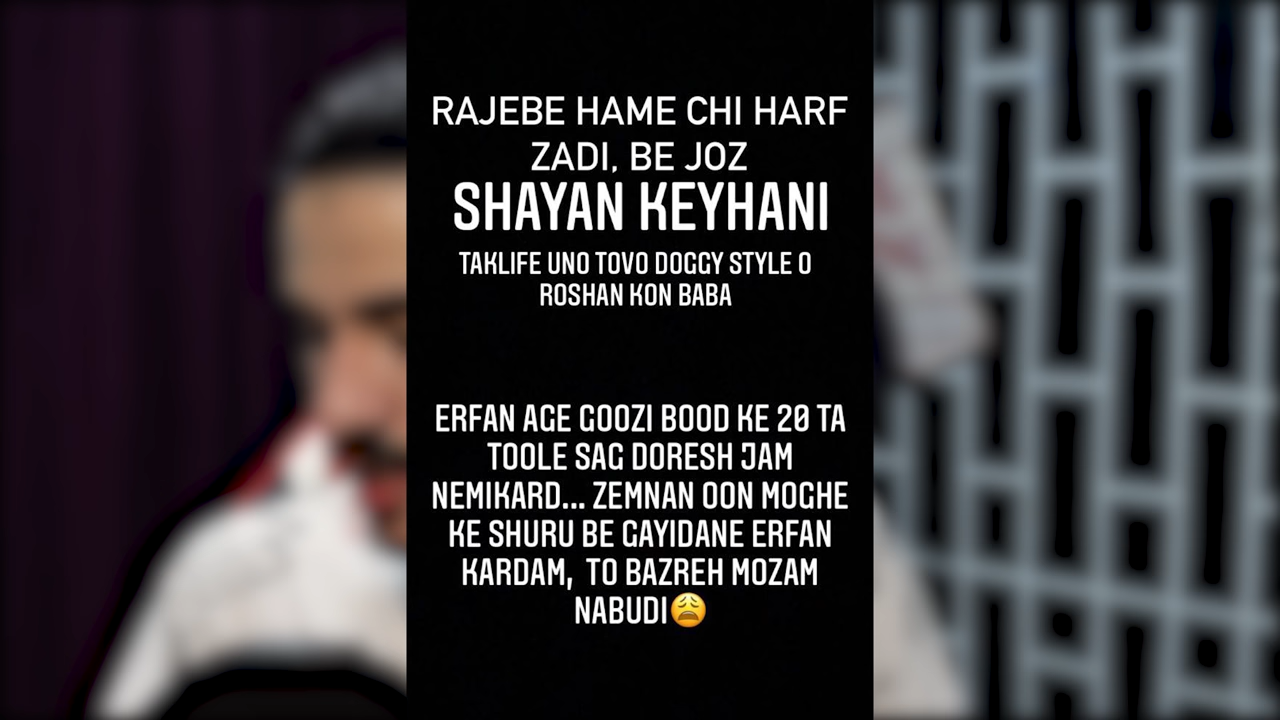 RAJEBE HAME CHI HARF
ZADI, BE JOZ
SHAYAN KEYHANI
TAKLIFE UNO TOVO DOGGY STYLE O
ROSHAN KON BABA
ERFAN AGE GOOZI BOOD KE 20 TA
TOOLE SAG DORESH JAM
NEMIKARD... ZEMNAN OON MOGHE
KE SHURU BE GAYIDANE ERFAN
KARDAM, TO BAZREH MOZAM
NABUDI😩